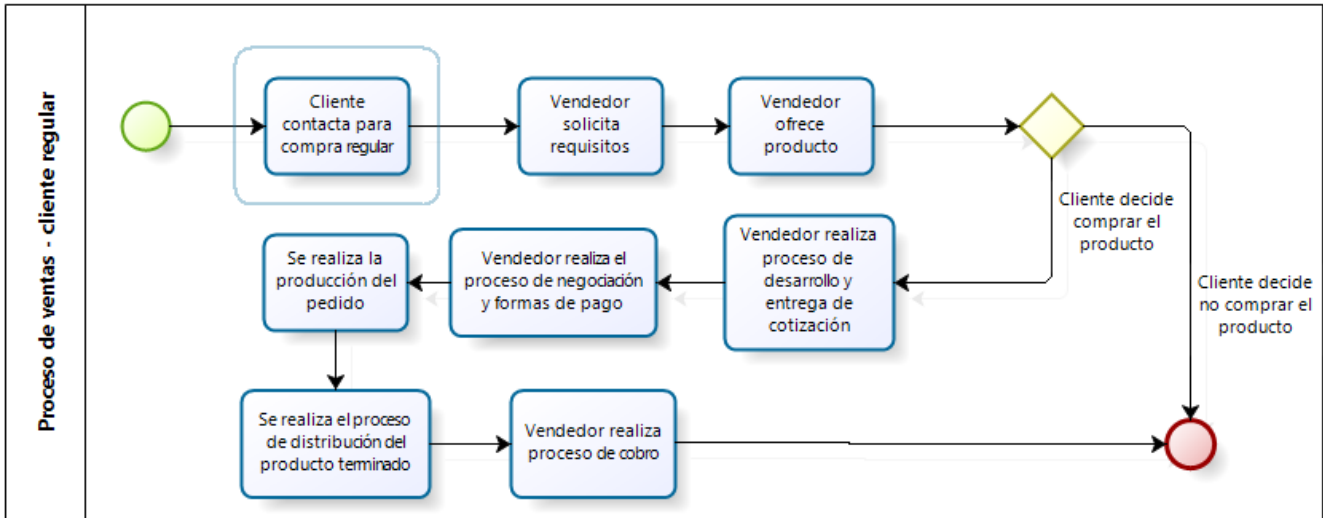 Proceso de ventas - cliente regular
Cliente
contacta para
compra regular
Vendedor
solicita
requisitos
Vendedor
ofrece
producto
Cliente decide
comprar el
producto
Cliente decide
no comprar el
producto
Vendedor realiza
proceso de
desarrollo y
entrega de
cotización
Vendedor realiza el
proceso de negociación
y formas de pago
Se realiza la
producción del
pedido
Se realiza el proceso
de distribución del
producto terminado
Vendedor realiza
proceso de cobro